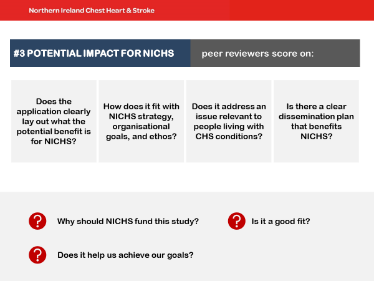 Northern Ireland Chest Heart & Stroke
#3 POTENTIAL IMPACT FOR NICHS
peer reviewers score on:
Does the
application clearly
lay out what the
potential benefit is
for NICHS?
How does it fit with
NICHS strategy,
organisational
goals, and ethos?
Does it address an
issue relevant to
people living with
CHS conditions?
Is there a clear
dissemination plan
that benefits
NICHS?
? Why should NICHS fund this study?
? Is it a good fit?
? Does it help us achieve our goals?